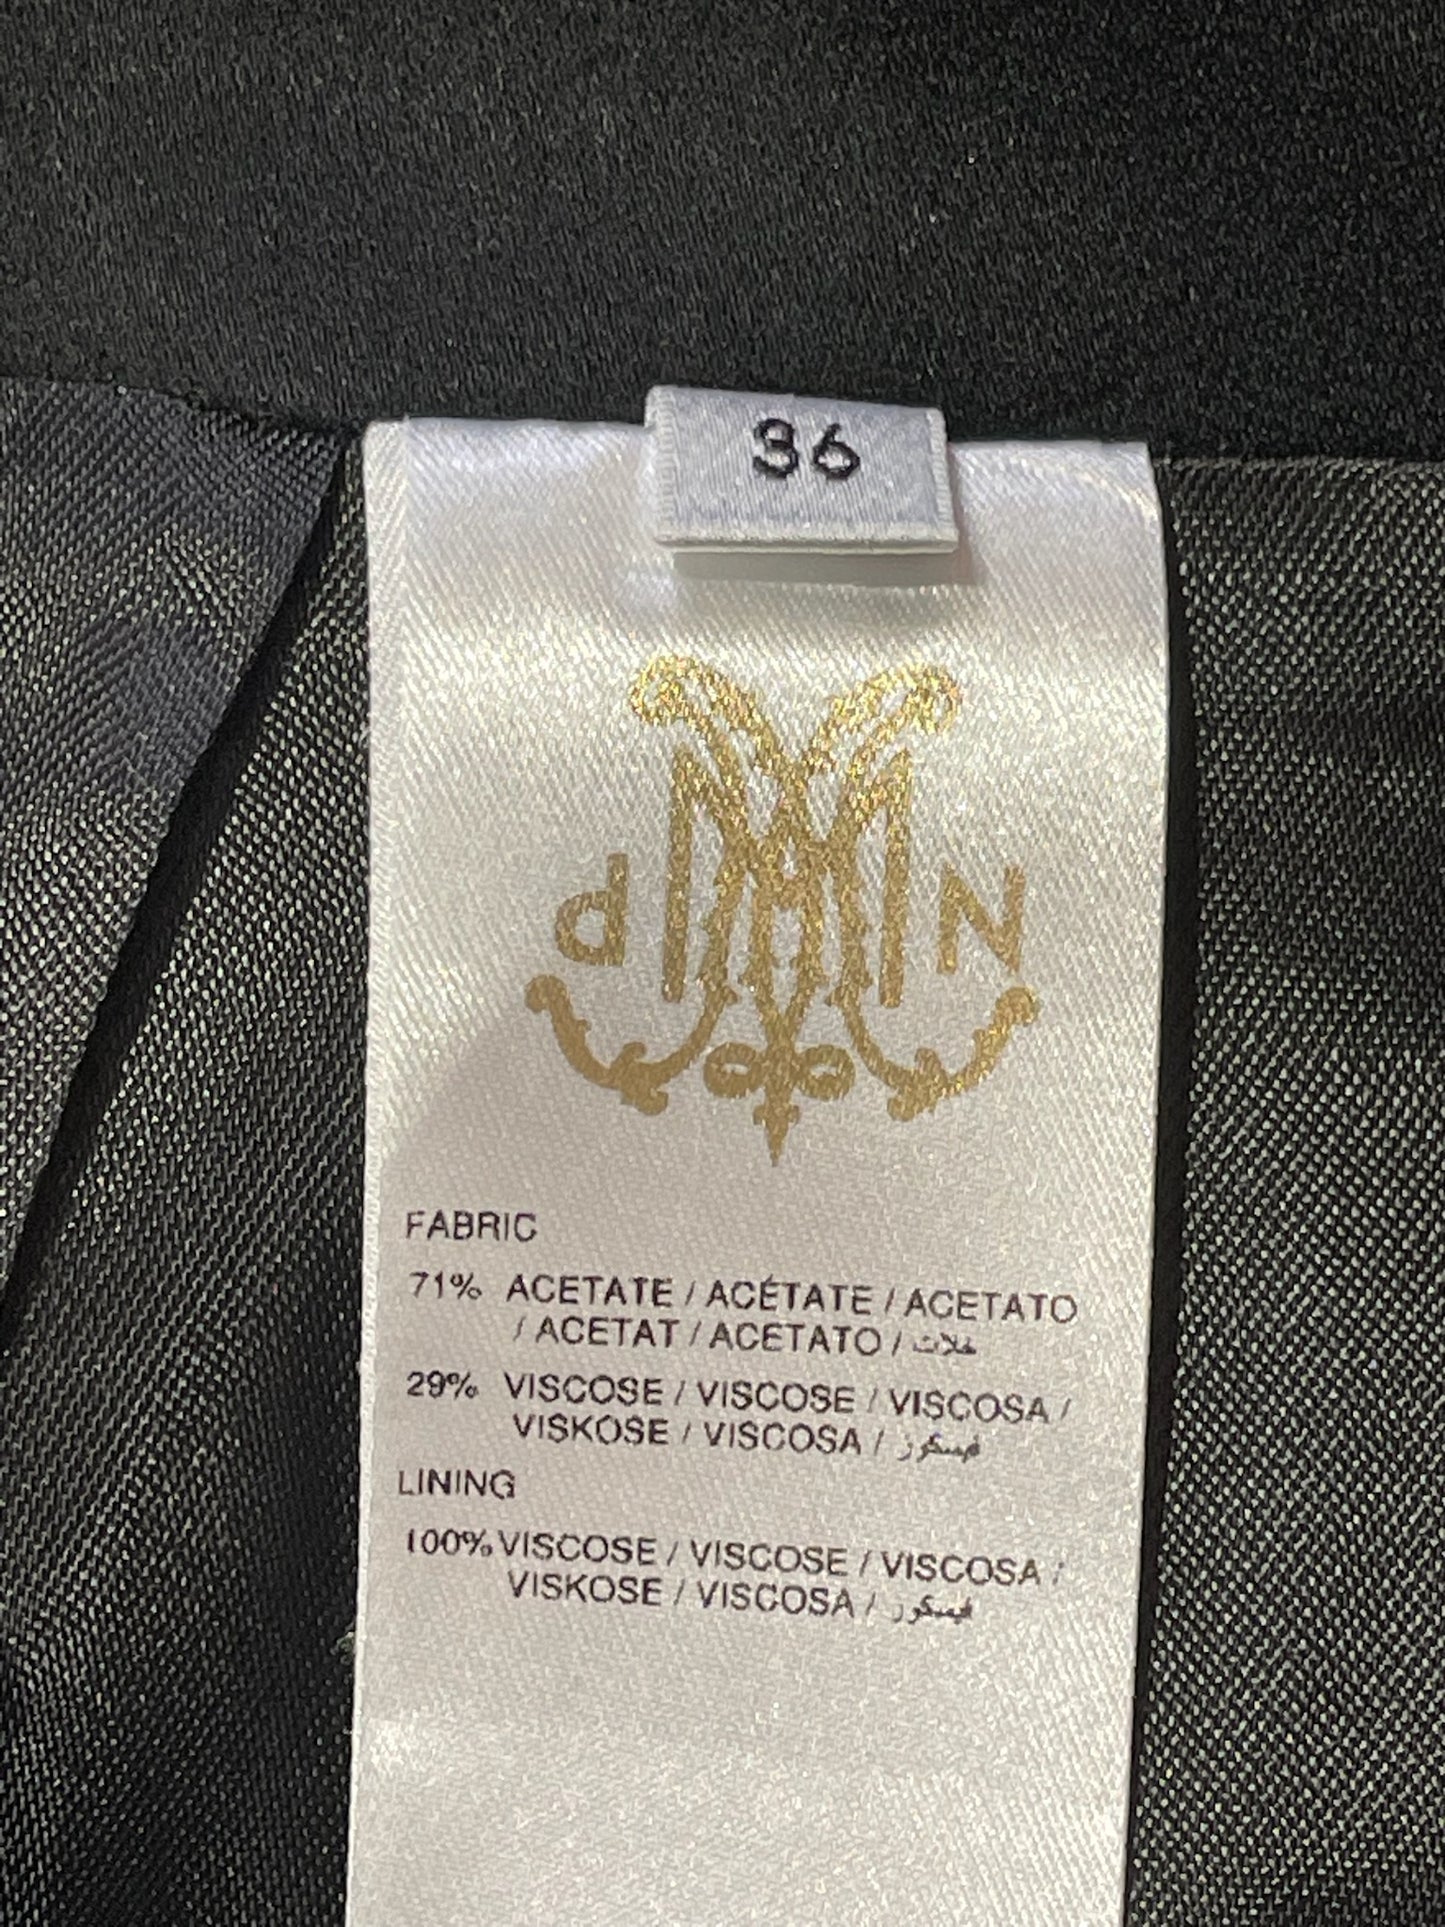 36
d M N
FABRIC
71% ACETATE / ACÉTATE / ACETATO
/ ACETAT / ACETATO / خلات
29% VISCOSE / VISCOSE / VISCOSA /
VISKOSE / VISCOSA / فيسكوز
LINING
100% VISCOSE / VISCOSE / VISCOSA /
VISKOSE / VISCOSA / فيسكوز